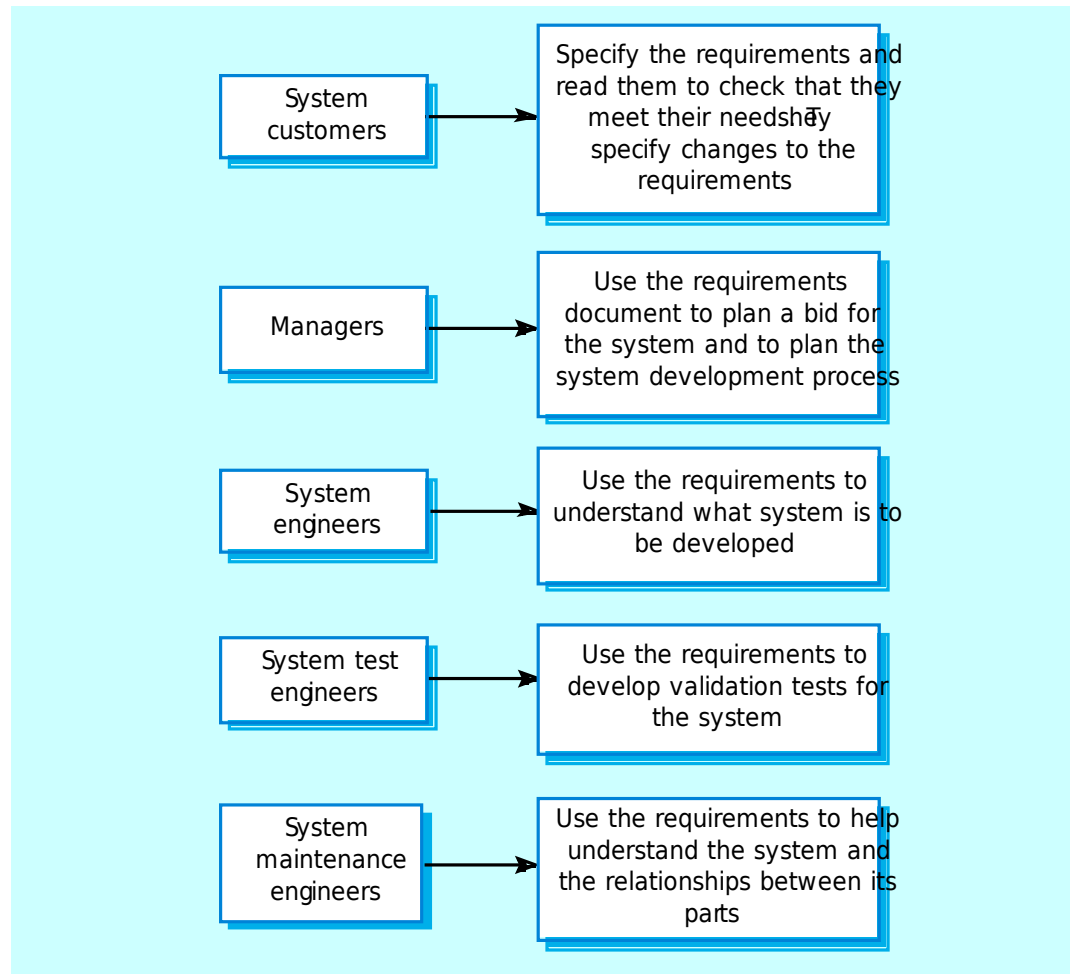 System
customers
Specify the requirements and
read them to check that they
meet their needs. They
specify changes to the
requirements
Managers
Use the requirements
document to plan a bid for
the system and to plan the
system development process
System
engineers
Use the requirements to
understand what system is to
be developed
System test
engineers
Use the requirements to
develop validation tests for
the system
System
maintenance
engineers
Use the requirements to help
understand the system and
the relationships between its
parts